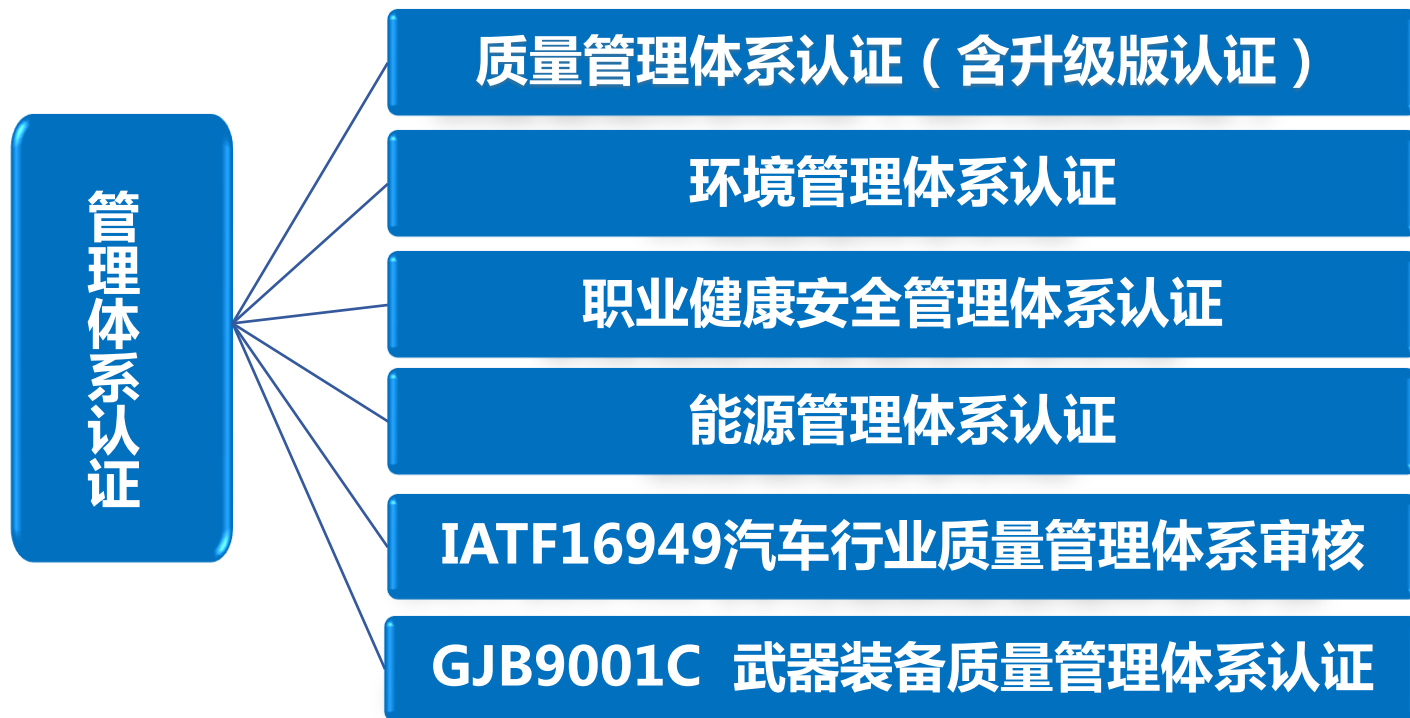 管理体系认证
质量管理体系认证（含升级版认证）
环境管理体系认证
职业健康安全管理体系认证
能源管理体系认证
IATF16949汽车行业质量管理体系审核
GJB9001C 武器装备质量管理体系认证